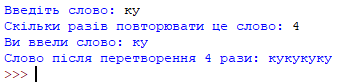 Введіть слово: ку
Скільки разів повторювати це слово: 4
Ви ввели слово: ку
Слово після перетворення 4 рази: кукукуку
>>>